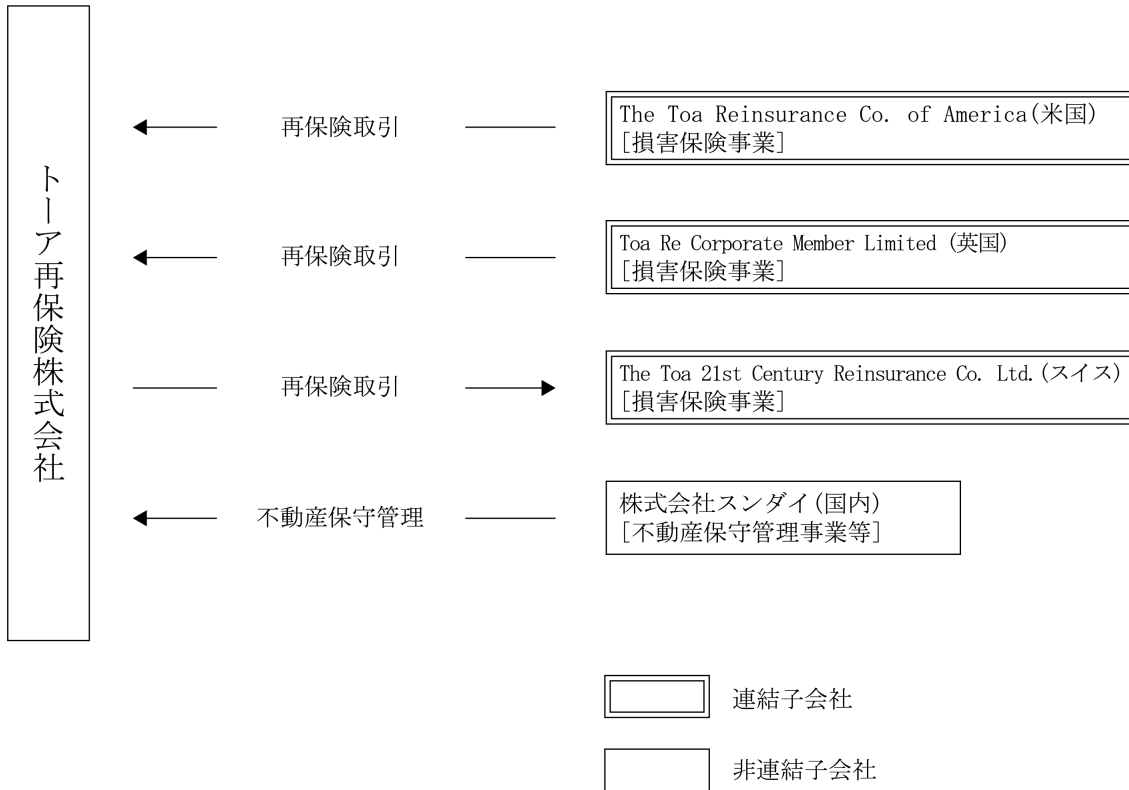 トーア再保険株式会社
再保険取引
The Toa Reinsurance Co. of America(米国)
[損害保険事業]
再保険取引
Toa Re Corporate Member Limited (英国)
[損害保険事業]
再保険取引
The Toa 21st Century Reinsurance Co. Ltd.(スイス)
[損害保険事業]
不動産保守管理
株式会社スンダイ(国内)
[不動産保守管理事業等]
連結子会社
非連結子会社